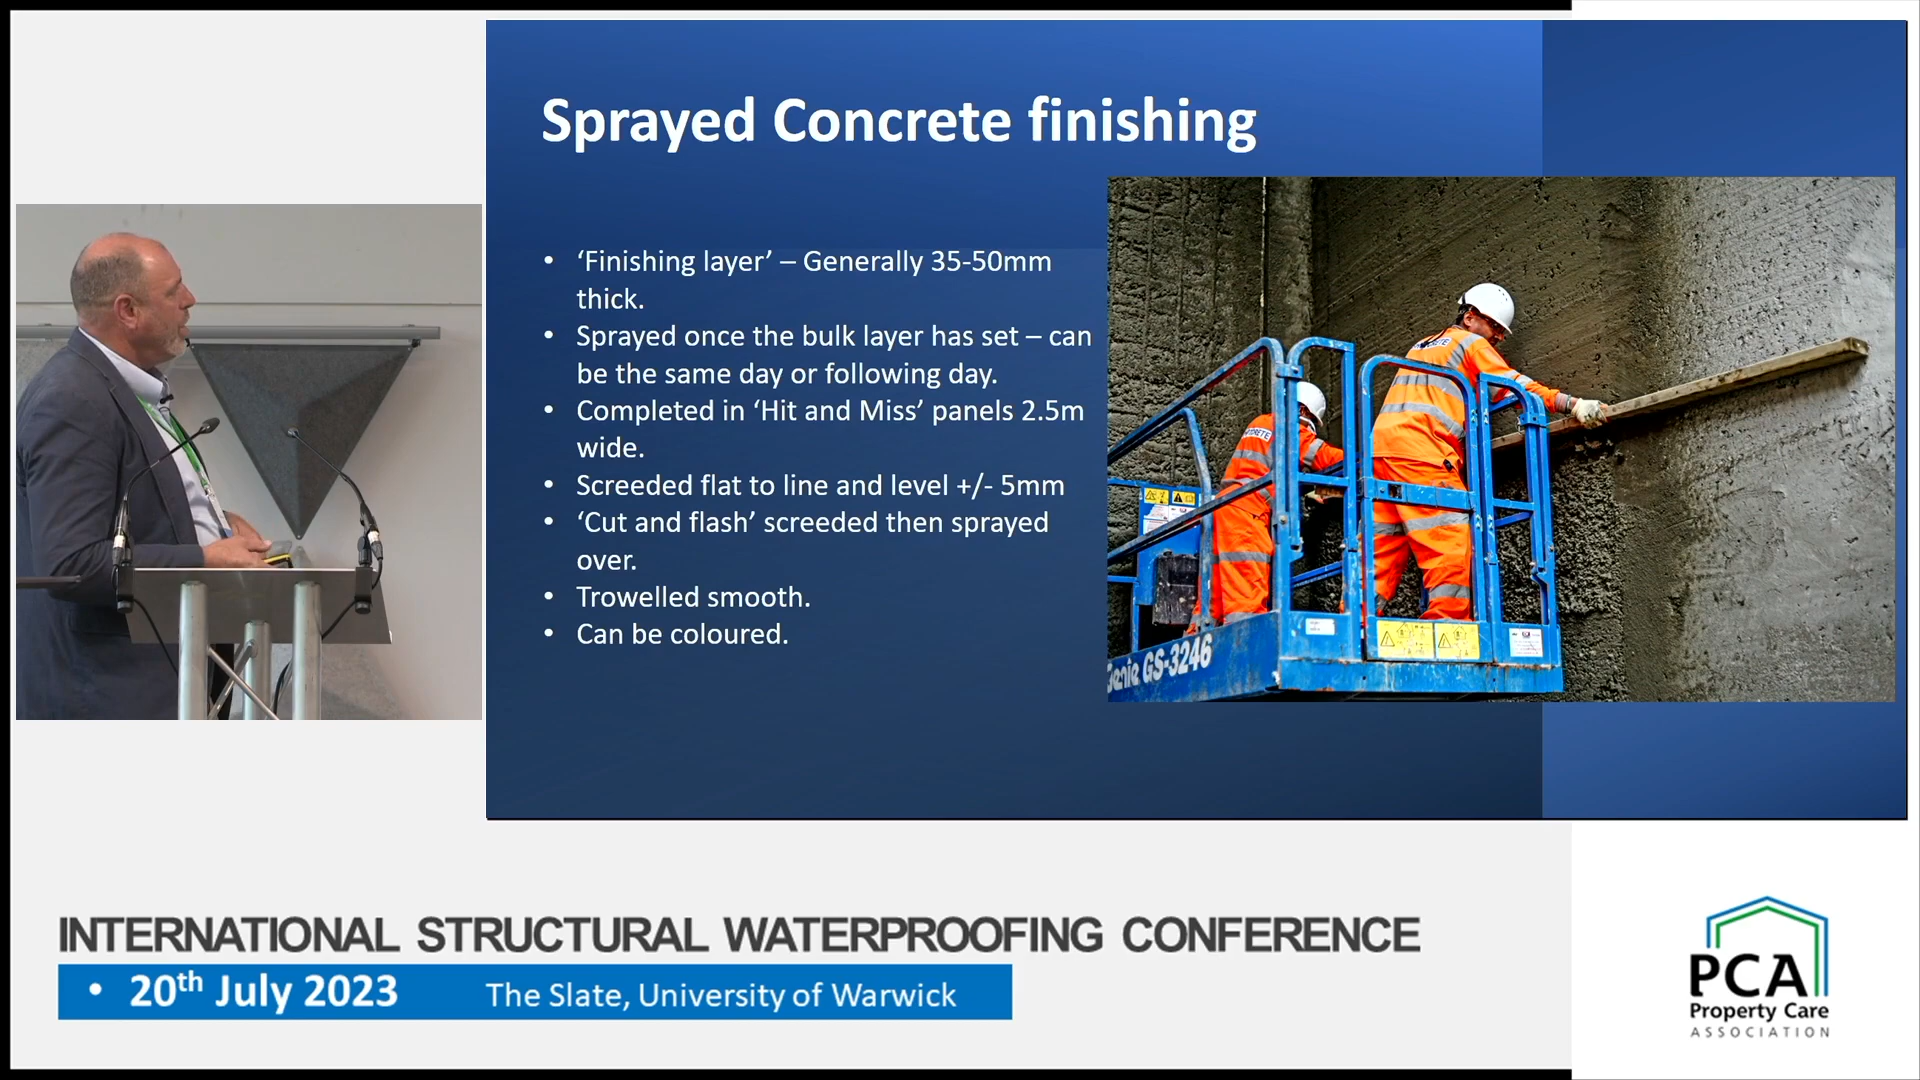 Sprayed Concrete finishing
• ‘Finishing layer’ – Generally 35-50mm
thick.
• Sprayed once the bulk layer has set – can
be the same day or following day.
• Completed in ‘Hit and Miss’ panels 2.5m
wide.
• Screeded flat to line and level +/- 5mm
• ‘Cut and flash’ screeded then sprayed
over.
• Trowelled smooth.
• Can be coloured.
Genie GS-3246
INTERNATIONAL STRUCTURAL WATERPROOFING CONFERENCE
• 20th July 2023 The Slate, University of Warwick
PCA
Property Care
ASSOCIATION